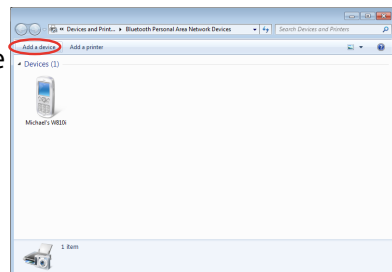 « Devices and Print... ▸ Bluetooth Personal Area Network Devices
Search Devices and Printers
Add a device
Add a printer
e
Devices (1)
Michael's W810i
1 item